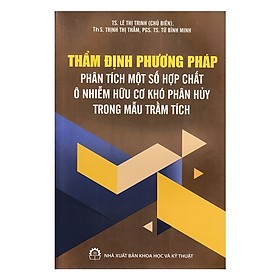 TS. LÊ THỊ TRINH (CHỦ BIÊN),
ThS. TRỊNH THỊ THẮM, PGS. TS. TỪ BÌNH MINH
THẨM ĐỊNH PHƯƠNG PHÁP
PHÂN TÍCH MỘT SỐ HỢP CHẤT
Ô NHIỄM HỮU CƠ KHÓ PHÂN HỦY
TRONG MẪU TRẦM TÍCH
NHÀ XUẤT BẢN KHOA HỌC VÀ KỸ THUẬT